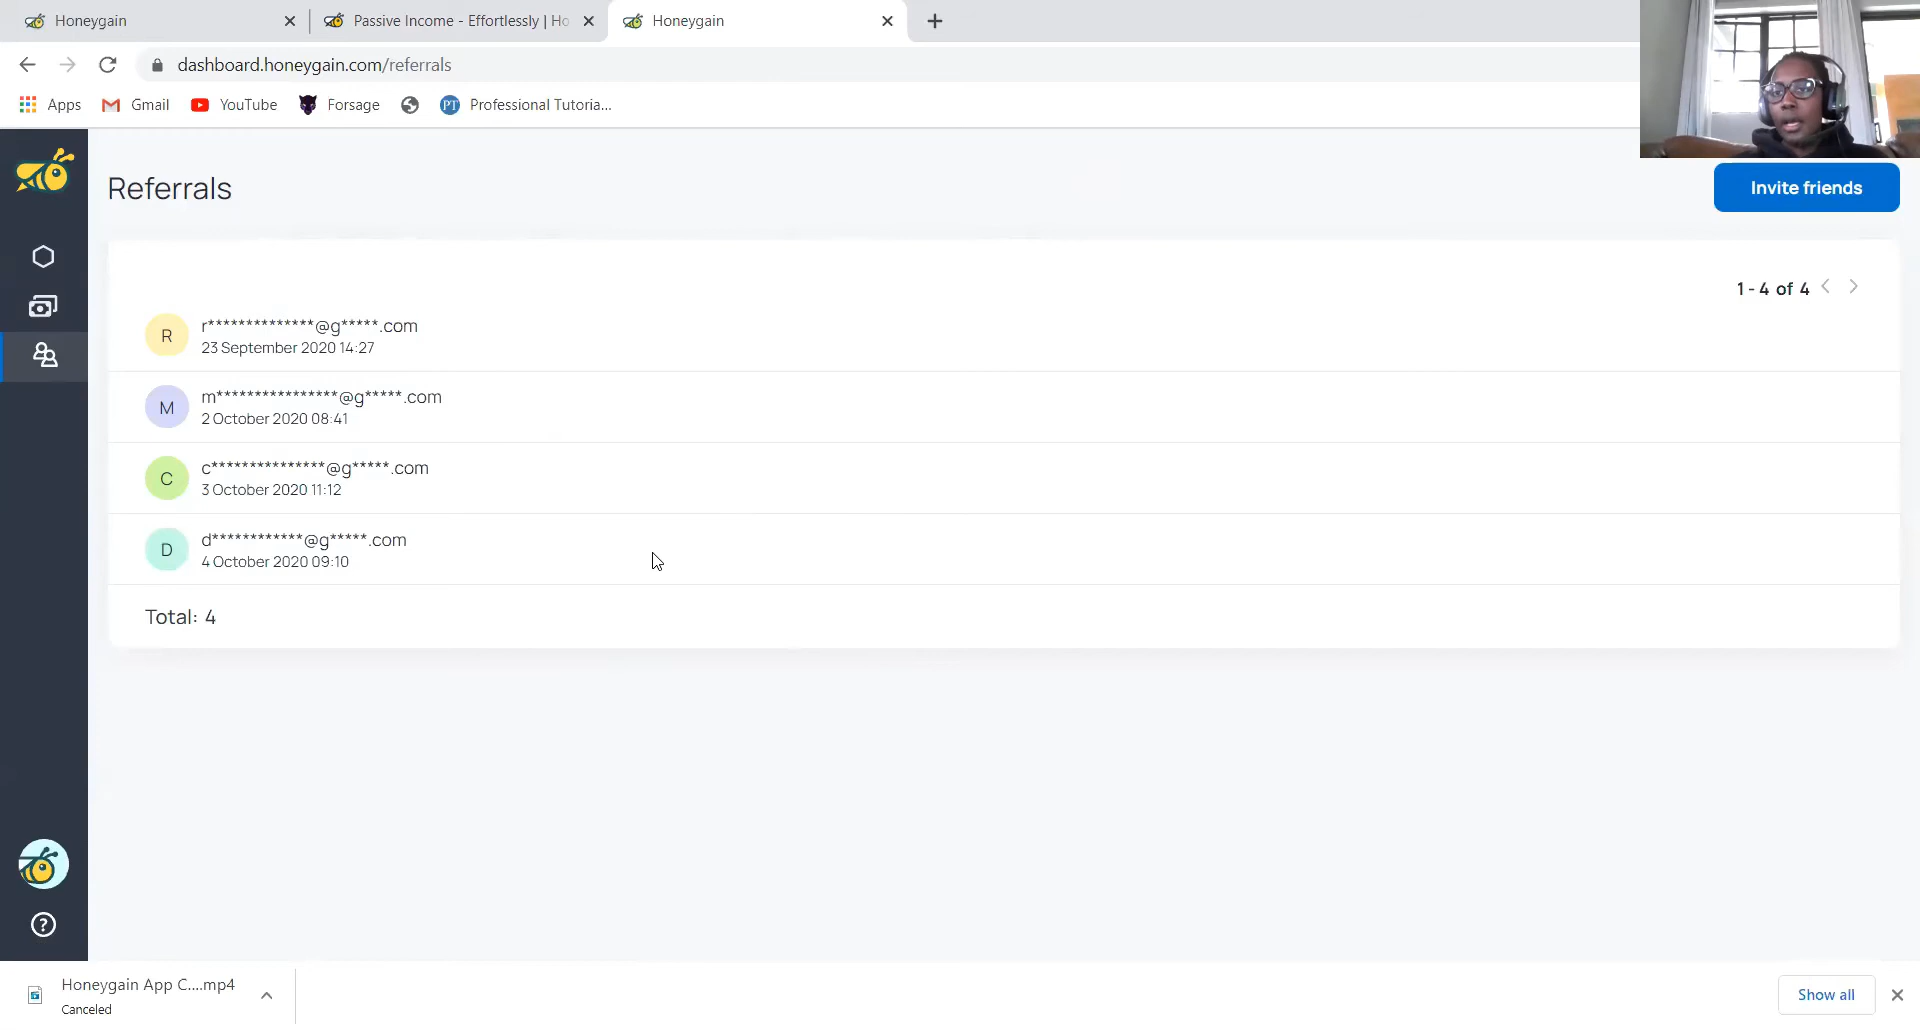 Honeygain
Passive Income - Effortlessly | Ho
Honeygain
dashboard.honeygain.com/referrals
Apps
Gmail
YouTube
Forsage
PT
Professional Tutoria...
Referrals
Invite friends
1 - 4 of 4
R
r**************@g*****.com
23 September 2020 14:27
M
m****************@g*****.com
2 October 2020 08:41
C
c***************@g*****.com
3 October 2020 11:12
D
d************@g*****.com
4 October 2020 09:10
Total: 4
?
Honeygain App C....mp4
Canceled
Show all